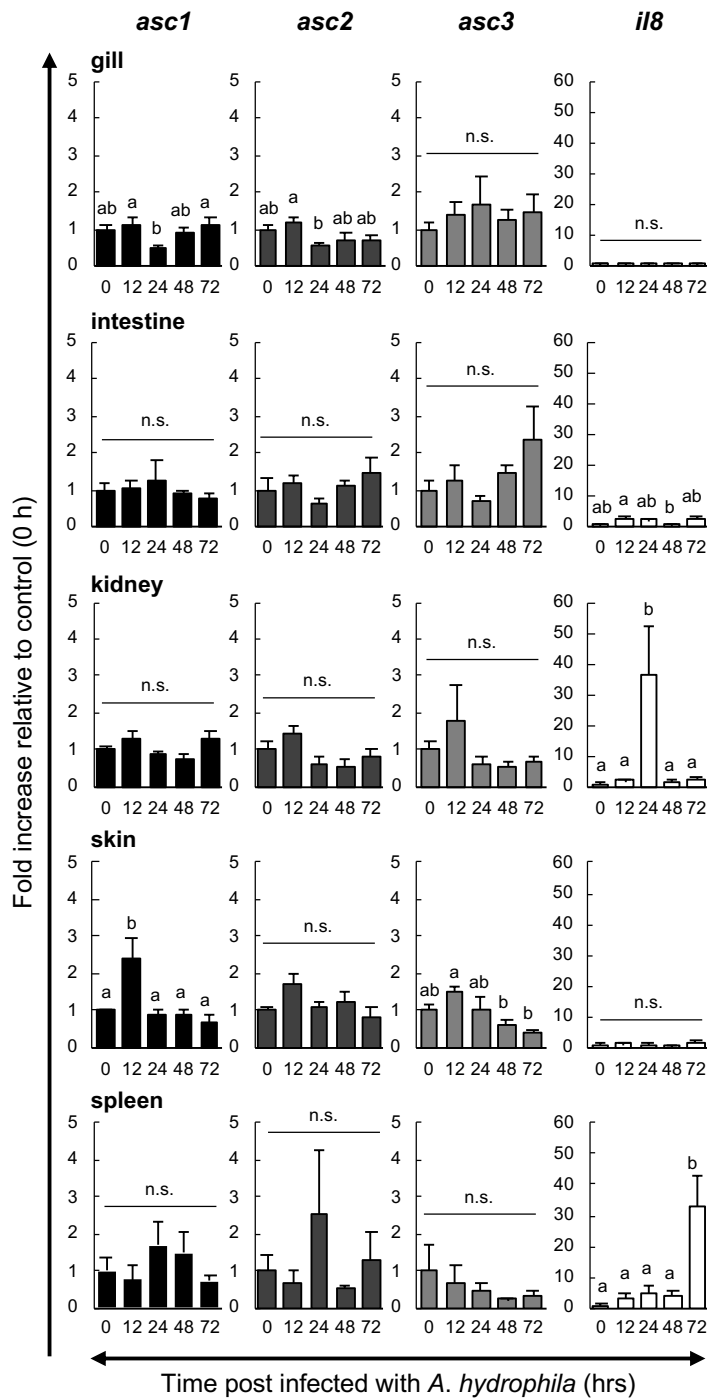 asc1 asc2 asc3 il8
gill
5 5 5 60
50
4 4 4
n.s. 40
3 3 3
30
2 2 2
20 n.s.
ab a b ab a ab a b ab ab
1 1 1 10
0 0 0 0
0 12 24 48 72 0 12 24 48 72 0 12 24 48 72 0 12 24 48 72
intestine
5 5 5 60
50
4 4 n.s. 4
40
3 3 3
n.s. n.s. 30
2 2 2
20
1 1 1 10 ab a ab b ab
0 0 0 0
0 12 24 48 72 0 12 24 48 72 0 12 24 48 72 0 12 24 48 72
kidney
5 5 5 60
b
50
4 4 n.s. 4
40
3 3 3
n.s. n.s. 30
2 2 2
20
1 1 1 10 a a a a
0 0 0 0
0 12 24 48 72 0 12 24 48 72 0 12 24 48 72 0 12 24 48 72
skin
5 5 5 60
50
4 4 4
40
b n.s.
3 3 3
30
2 2 2
20
a a a a ab a ab b b n.s.
1 1 1 10
0 0 0 0
0 12 24 48 72 0 12 24 48 72 0 12 24 48 72 0 12 24 48 72
spleen
5 5 n.s. 5 60
50 b
4 4 4
40
3 n.s. 3 3 n.s.
30
2 2 2
20
1 1 1 10 a a a a
0 0 0 0
0 12 24 48 72 0 12 24 48 72 0 12 24 48 72 0 12 24 48 72
Fold increase relative to control (0 h)
Time post infected with A. hydrophila (hrs)